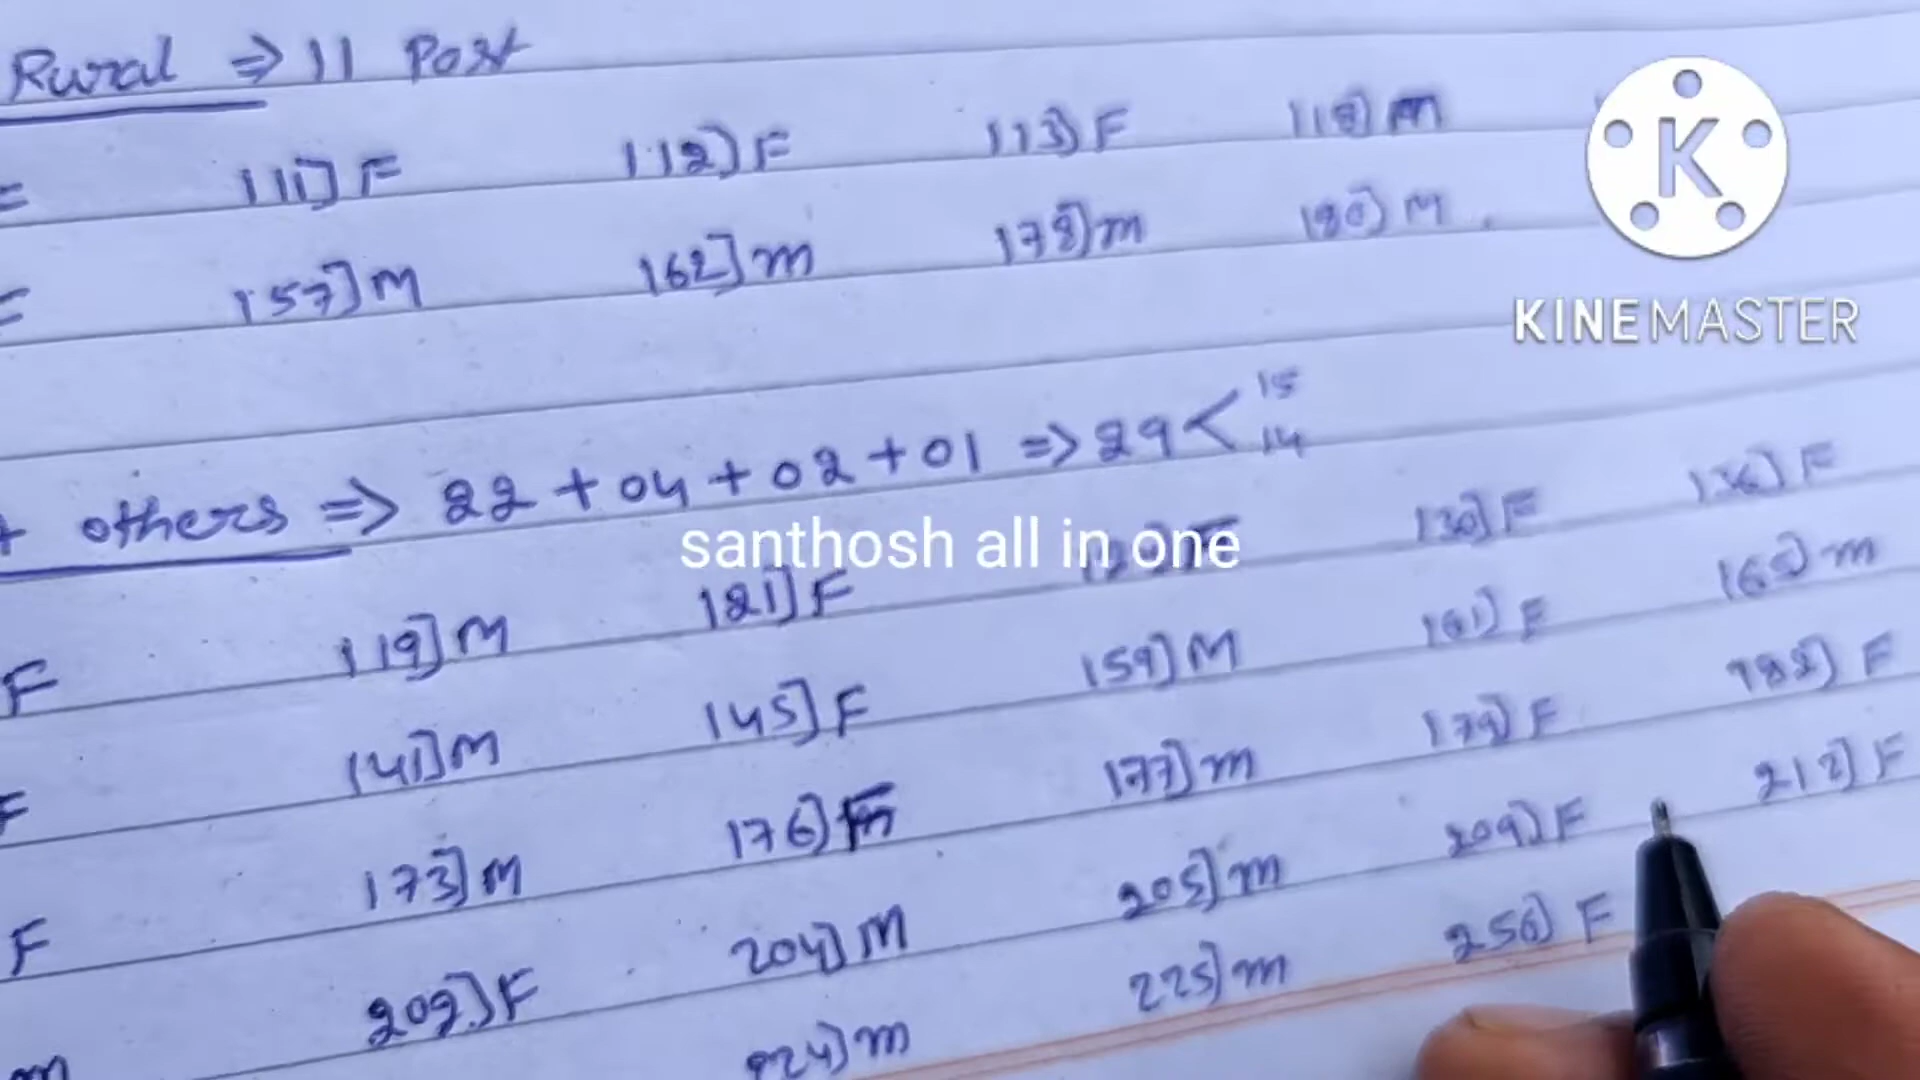 Rural => 11 Post
= 111) F 112) F 113) F 118) m
157) M 162) m 178) m 180) M.
KINEMASTER
+ others => 22 + 04 + 02 + 01 => 29 < 15 14
santhosh all in one
F 119) M 121) F F 130) F 136) F
F 141) M 145) F 159) M 161) F m
F 173) M 176) 177) m 179) F F
m 202) F 204) M 205) m 209) F 212) F
224) m 225) m 256) F